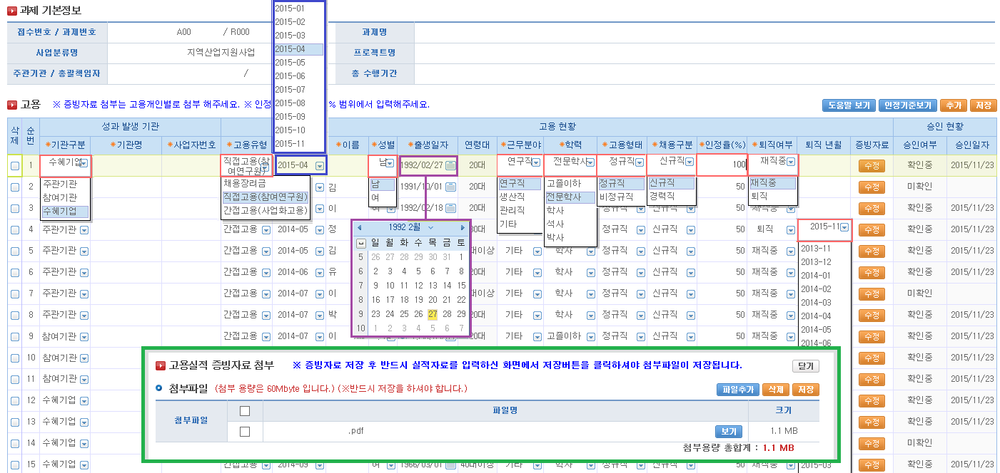 과제 기본정보
접수번호 / 과제번호 A00 / R000 과제명
사업분류명 지역산업지원사업 프로젝트명
주관기관 / 총괄책임자 / 총 수행기간
2015-01
2015-02
2015-03
2015-04
2015-05
2015-06
2015-07
2015-08
2015-09
2015-10
2015-11
고용 ※ 증빙자료 첨부는 고용개인별로 첨부 해주세요. ※ 인정 % 범위에서 입력해주세요. 도움말 보기 인정기준보기 추가 저장
삭제 순번 성과 발생 기관 고용 현황 승인 현황
*기관구분 *기관명 *사업자번호 *고용유형 *이름 *성별 *출생일자 연령대 *근무분야 *학력 *고용형태 *채용구분 *인정율(%) *퇴직여부 퇴직 년월 증빙자료 승인여부 승인일자
1 수혜기업 직접고용(참여연구원) 2015-04 남 1992/02/27 20대 연구직 전문학사 정규직 신규직 100 재직중 수정 확인중 2015/11/23
주관기관
참여기관
수혜기업
채용장려금
직접고용(참여연구원)
간접고용(사업화고용)
남
여
연구직
생산직
관리직
기타
고졸이하
전문학사
학사
석사
박사
정규직
비정규직
신규직
경력직
재직중
퇴직
2 김 1991/10/01 20대 50 수정 미확인
3 이 여 1992/02/18 20대 정규직 신규직 50 재직중 수정 확인중 2015/11/23
4 주관기관 간접고용 2014-05 정 30대 정규직 신규직 50 퇴직 2015-11 수정 확인중 2015/11/23
5 주관기관 간접고용 2014-05 김 대이상 기타 학사 정규직 신규직 50 재직중 수정 확인중 2015/11/23
6 주관기관 간접고용 2014-06 유 20대 기타 학사 정규직 신규직 50 재직중 수정 확인중 2015/11/23
7 주관기관 간접고용 2014-07 이 대이상 기타 학사 정규직 신규직 50 재직중 수정 미확인
8 주관기관 간접고용 2014-07 박 20대 기타 학사 정규직 신규직 50 재직중 수정 확인중 2015/11/23
9 참여기관 간접고용 2014-07 이 20대 기타 고졸이하 정규직 신규직 50 재직중 수정 확인중 2015/11/23
1992 2월
일 월 화 수 목 금 토
5 26 27 28 29 30 31 1
6 2 3 4 5 6 7 8
7 9 10 11 12 13 14 15
8 16 17 18 19 20 21 22
9 23 24 25 26 27 28 29
10 1 2 3 4 5 6 7
2013-11
2013-12
2014-01
2014-02
2014-03
2014-04
2014-05
2014-06
10 참여기관 수정 확인중 2015/11/23
11 참여기관 수정 확인중 2015/11/23
12 수혜기업 수정 확인중 2015/11/23
13 수혜기업 수정 확인중 2015/11/23
14 수혜기업 수정 미확인
15 수혜기업 간접고용 2014-09 여 1966/03/01 40대이상 기타 학사 정규직 신규직 50 재직중 2015-03 수정 확인중 2015/11/23
고용실적 증빙자료 첨부 ※ 증빙자료 저장 후 반드시 실적자료를 입력하신 화면에서 저장버튼을 클릭하셔야 첨부파일이 저장됩니다. 닫기
첨부파일 (첨부 용량은 60Mbyte 입니다.) (※반드시 저장을 하셔야 합니다.) 파일추가 삭제 저장
첨부파일 파일명 크기
.pdf 보기 1.1 MB
첨부용량 총합계 : 1.1 MB